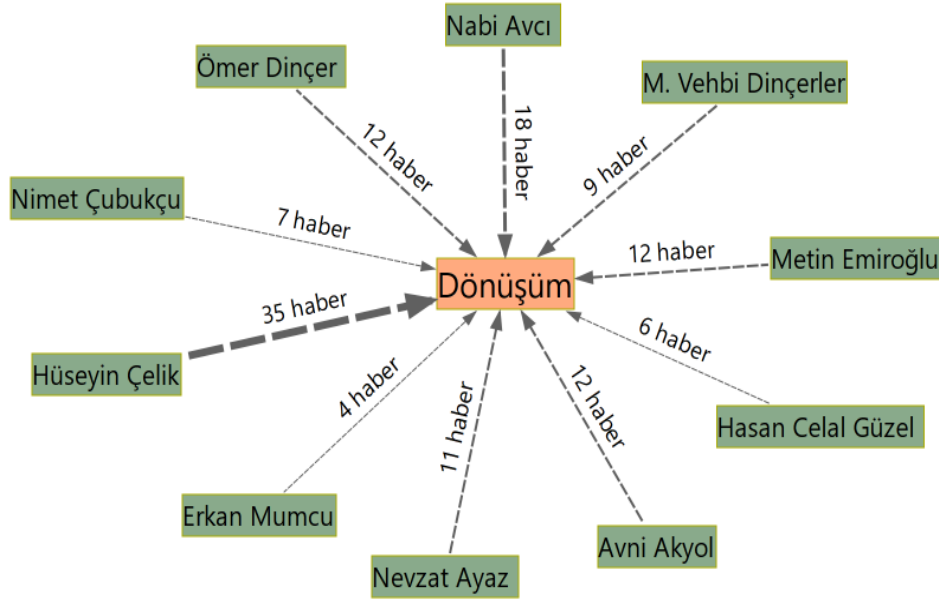 Nabi Avcı
Ömer Dinçer
M. Vehbi Dinçerler
12 haber
18 haber
9 haber
Nimet Çubukçu
7 haber
12 haber
Metin Emiroğlu
Dönüşüm
35 haber
6 haber
Hüseyin Çelik
4 haber
11 haber
12 haber
Hasan Celal Güzel
Erkan Mumcu
Avni Akyol
Nevzat Ayaz